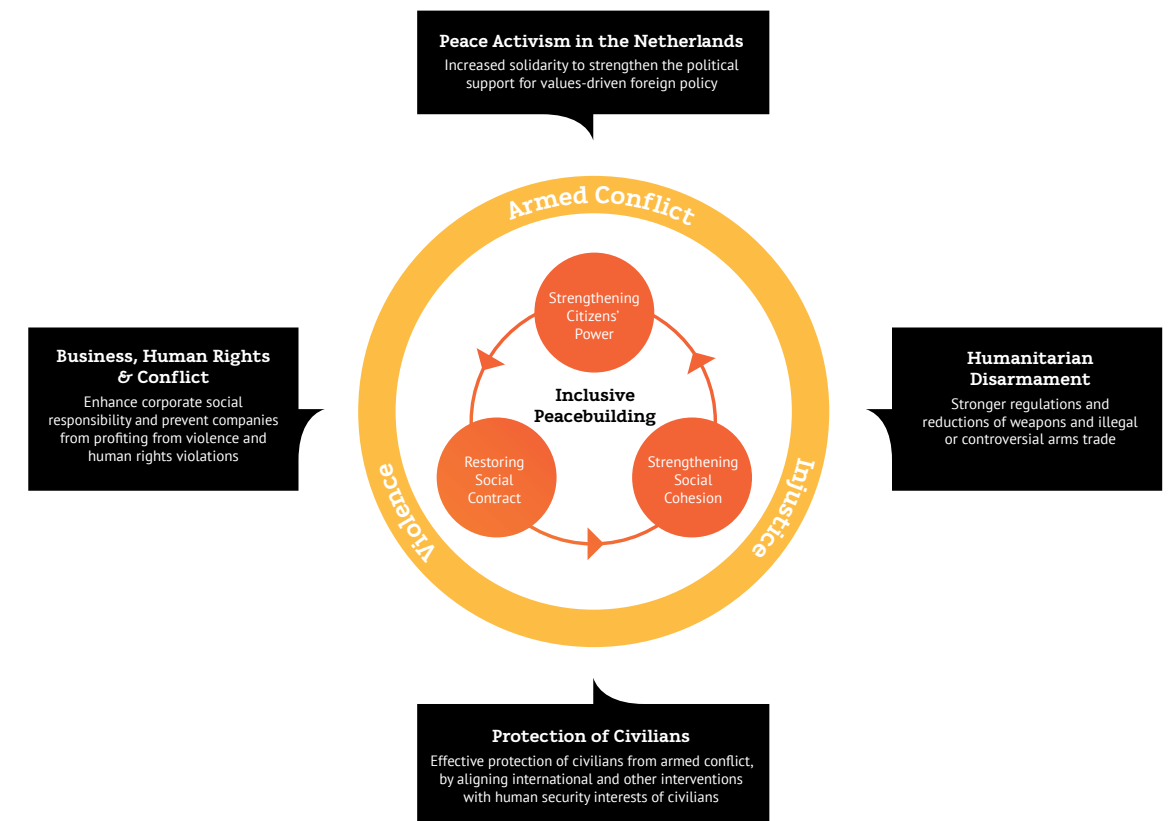 Peace Activism in the Netherlands
Increased solidarity to strengthen the political
support for values-driven foreign policy
Armed Conflict
Strengthening
Citizens'
Power
Business, Human Rights
& Conflict
Enhance corporate social
responsibility and prevent companies
from profiting from violence and
human rights violations
Humanitarian
Disarmament
Stronger regulations and
reductions of weapons and illegal
or controversial arms trade
Inclusive
Peacebuilding
Restoring
Social
Contract
Strengthening
Social
Cohesion
Violence
Injustice
Protection of Civilians
Effective protection of civilians from armed conflict,
by aligning international and other interventions
with human security interests of civilians